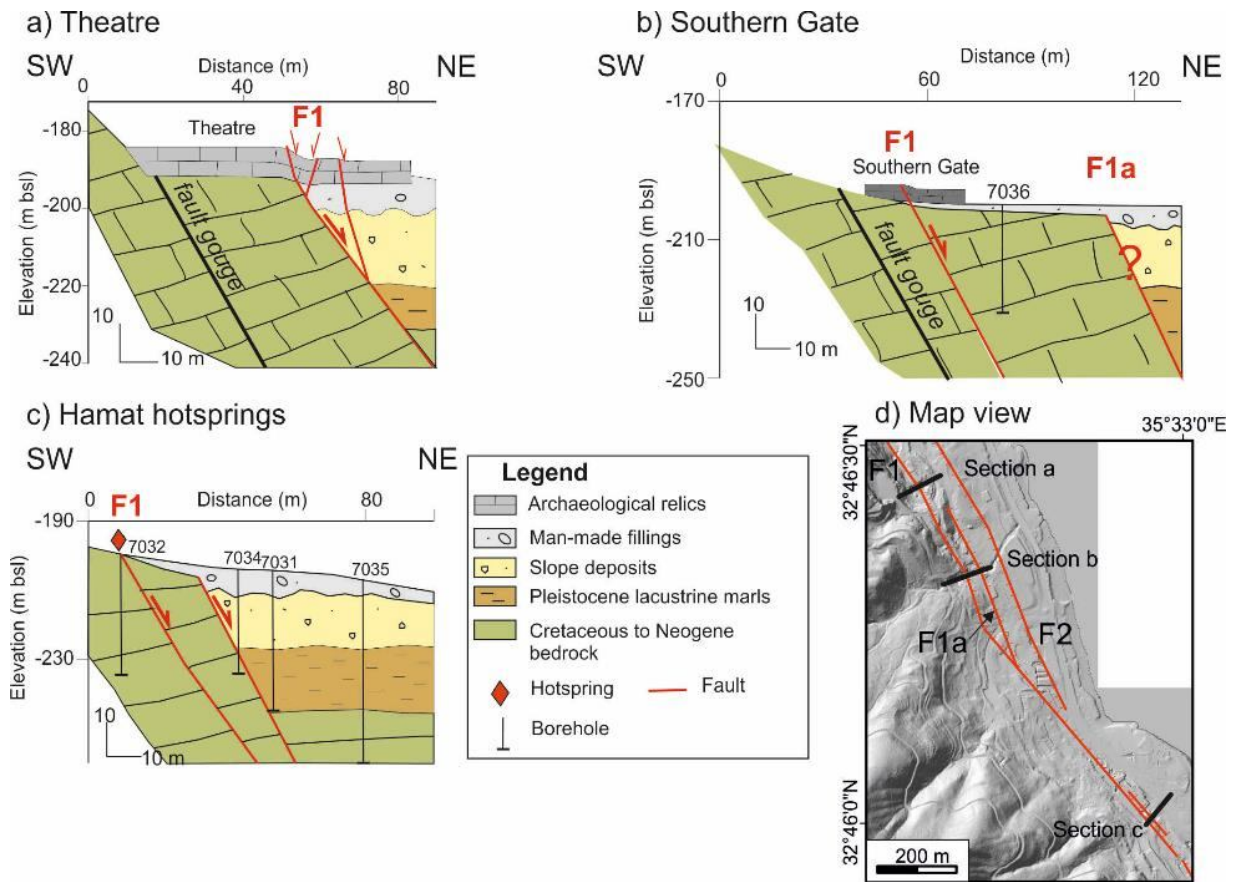 a) Theatre
SW
Distance (m)
NE
0
40
80
F1
Theatre
-180
-200
-220
-240
Elevation (m bsl)
fault gouge
10
10 m
b) Southern Gate
SW
Distance (m)
NE
0
60
120
-170
-210
-250
Elevation (m bsl)
F1
Southern Gate
7036
F1a
fault gouge
?
10
10 m
c) Hamat hotsprings
SW
NE
0
Distance (m)
80
F1
-190
-230
Elevation (m bsl)
7032
7034
7031
7035
10
10 m
Legend
Archaeological relics
Man-made fillings
Slope deposits
Pleistocene lacustrine marls
Cretaceous to Neogene
bedrock
Hotspring
Fault
Borehole
d) Map view
35°33'0"E
32°46'30"N
32°46'0"N
F1
Section a
Section b
F1a
F2
Section c
200 m